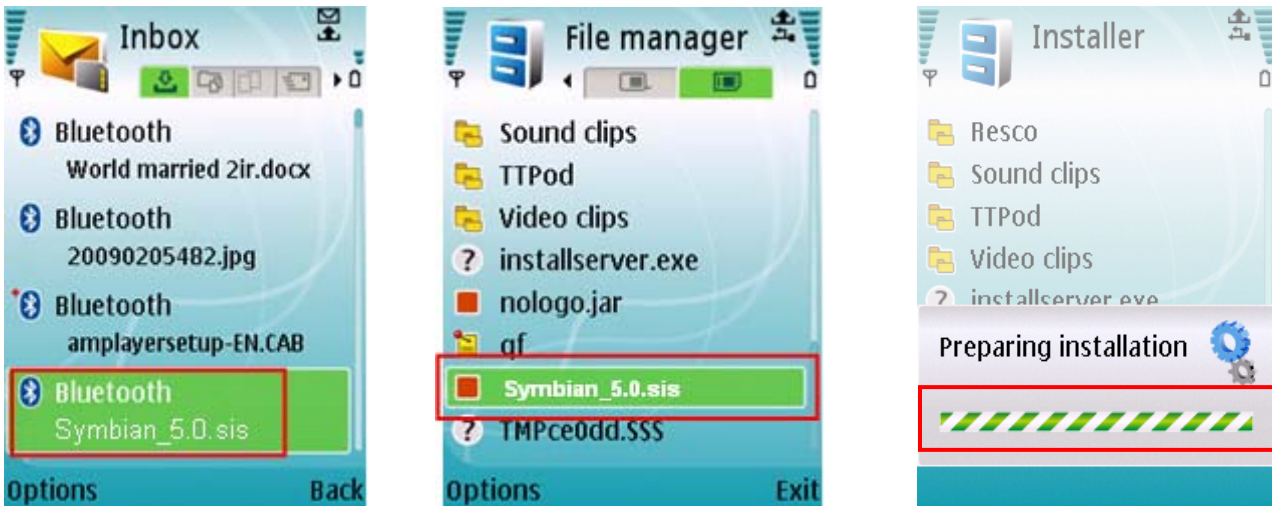 Inbox
Bluetooth
World married 2ir.docx
Bluetooth
20090205482.jpg
Bluetooth
amplayersetup-EN.CAB
Bluetooth
Symbian_5.0.sis
Options Back
File manager
Sound clips
TTPod
Video clips
? installserver.exe
nologo.jar
qf
Symbian_5.0.sis
? TMPce0dd.$$$
Options Exit
Installer
Resco
Sound clips
TTPod
Video clips
? installserver.exe
Preparing installation